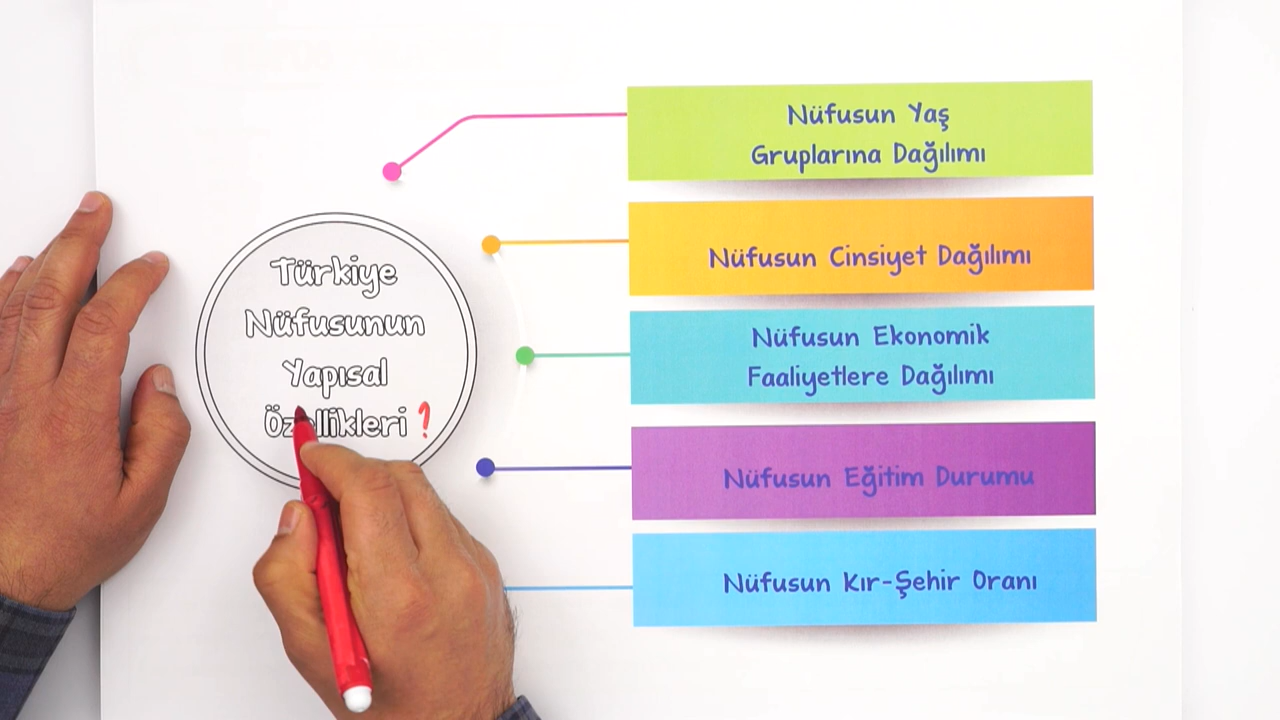 Türkiye
Nüfusunun
Yapısal
Özellikleri ?
Nüfusun Yaş
Gruplarına Dağılımı
Nüfusun Cinsiyet Dağılımı
Nüfusun Ekonomik
Faaliyetlere Dağılımı
Nüfusun Eğitim Durumu
Nüfusun Kır-Şehir Oranı